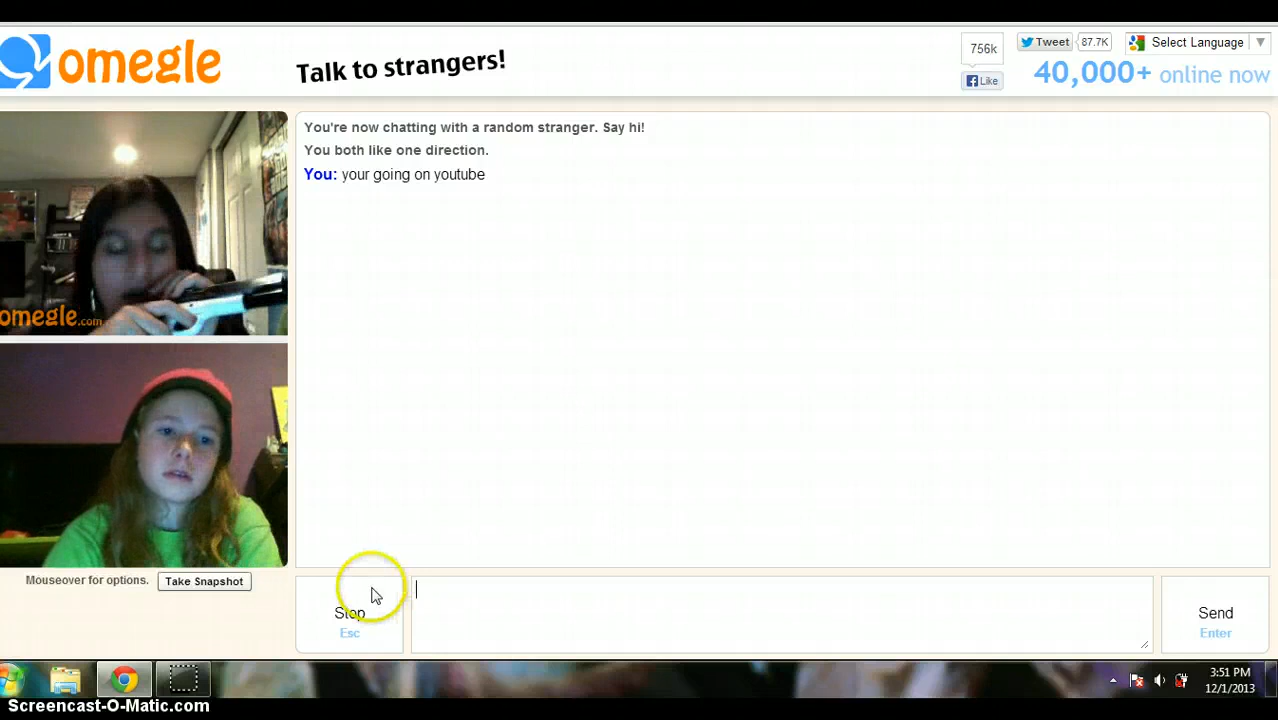 omegle
Talk to strangers!
756k
Like
Tweet
87.7K
Select Language
40,000+ online now
You're now chatting with a random stranger. Say hi!
You both like one direction.
You: your going on youtube
omegle.com
Mouseover for options.
Take Snapshot
Stop
Esc
Send
Enter
3:51 PM
12/1/2013
Screencast-O-Matic.com